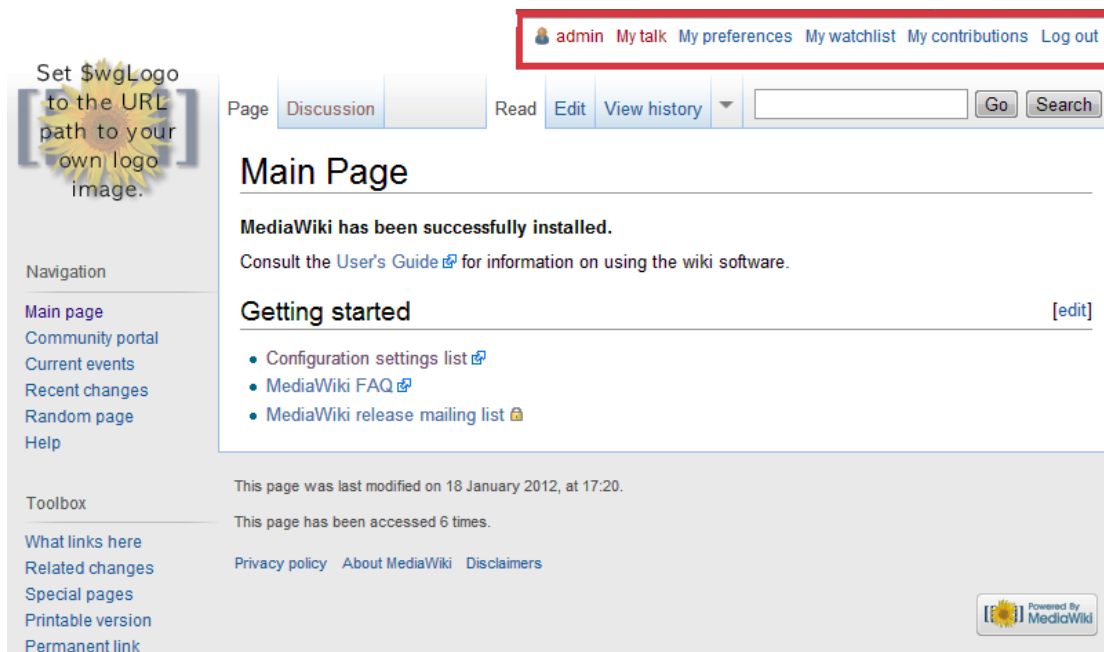 admin My talk My preferences My watchlist My contributions Log out
Set $wgLogo
to the URL
path to your
own logo
image.
Page Discussion Read Edit View history Go Search
Main Page
MediaWiki has been successfully installed.
Consult the User's Guide for information on using the wiki software.
Getting started [edit]
Configuration settings list
MediaWiki FAQ
MediaWiki release mailing list
Navigation
Main page
Community portal
Current events
Recent changes
Random page
Help
Toolbox
What links here
Related changes
Special pages
Printable version
Permanent link
This page was last modified on 18 January 2012, at 17:20.
This page has been accessed 6 times.
Privacy policy About MediaWiki Disclaimers
Powered By
MediaWiki